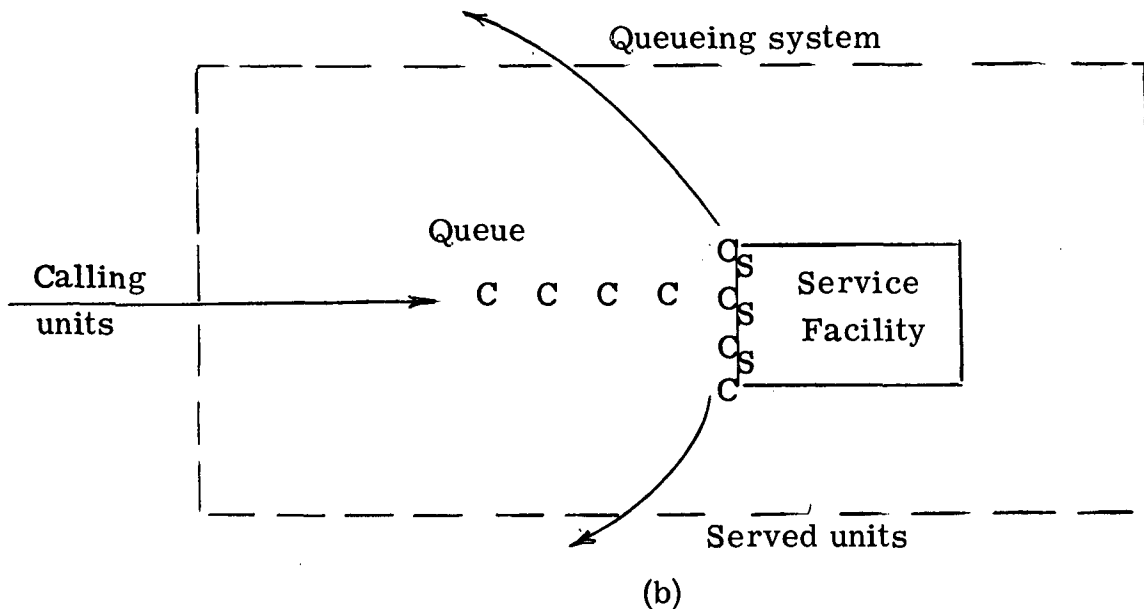 Queueing system
Queue
Calling
units
C C C C
C
S
C
S
C
S
C
Service
Facility
Served units
(b)